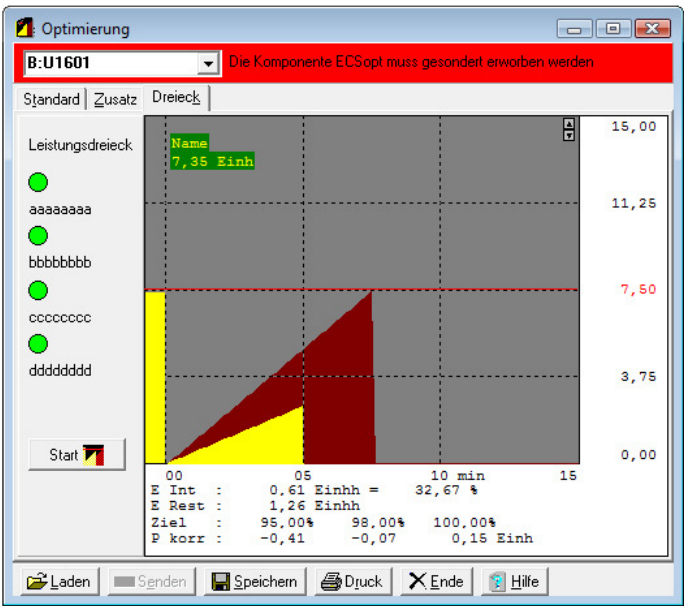 Optimierung
B:U1601 Die Komponente ECSopt muss gesondert erworben werden
Standard Zusatz Dreieck
Leistungsdreieck
aaaaaaaa
bbbbbbbb
cccccccc
dddddddd
Start
Name
7,35 Einh
15,00
11,25
7,50
3,75
0,00
00 05 10 min 15
E Int : 0,61 Einhh = 32,67 %
E Rest : 1,26 Einhh
Ziel : 95,00% 98,00% 100,00%
P korr : -0,41 -0,07 0,15 Einh
Laden Senden Speichern Druck Ende Hilfe